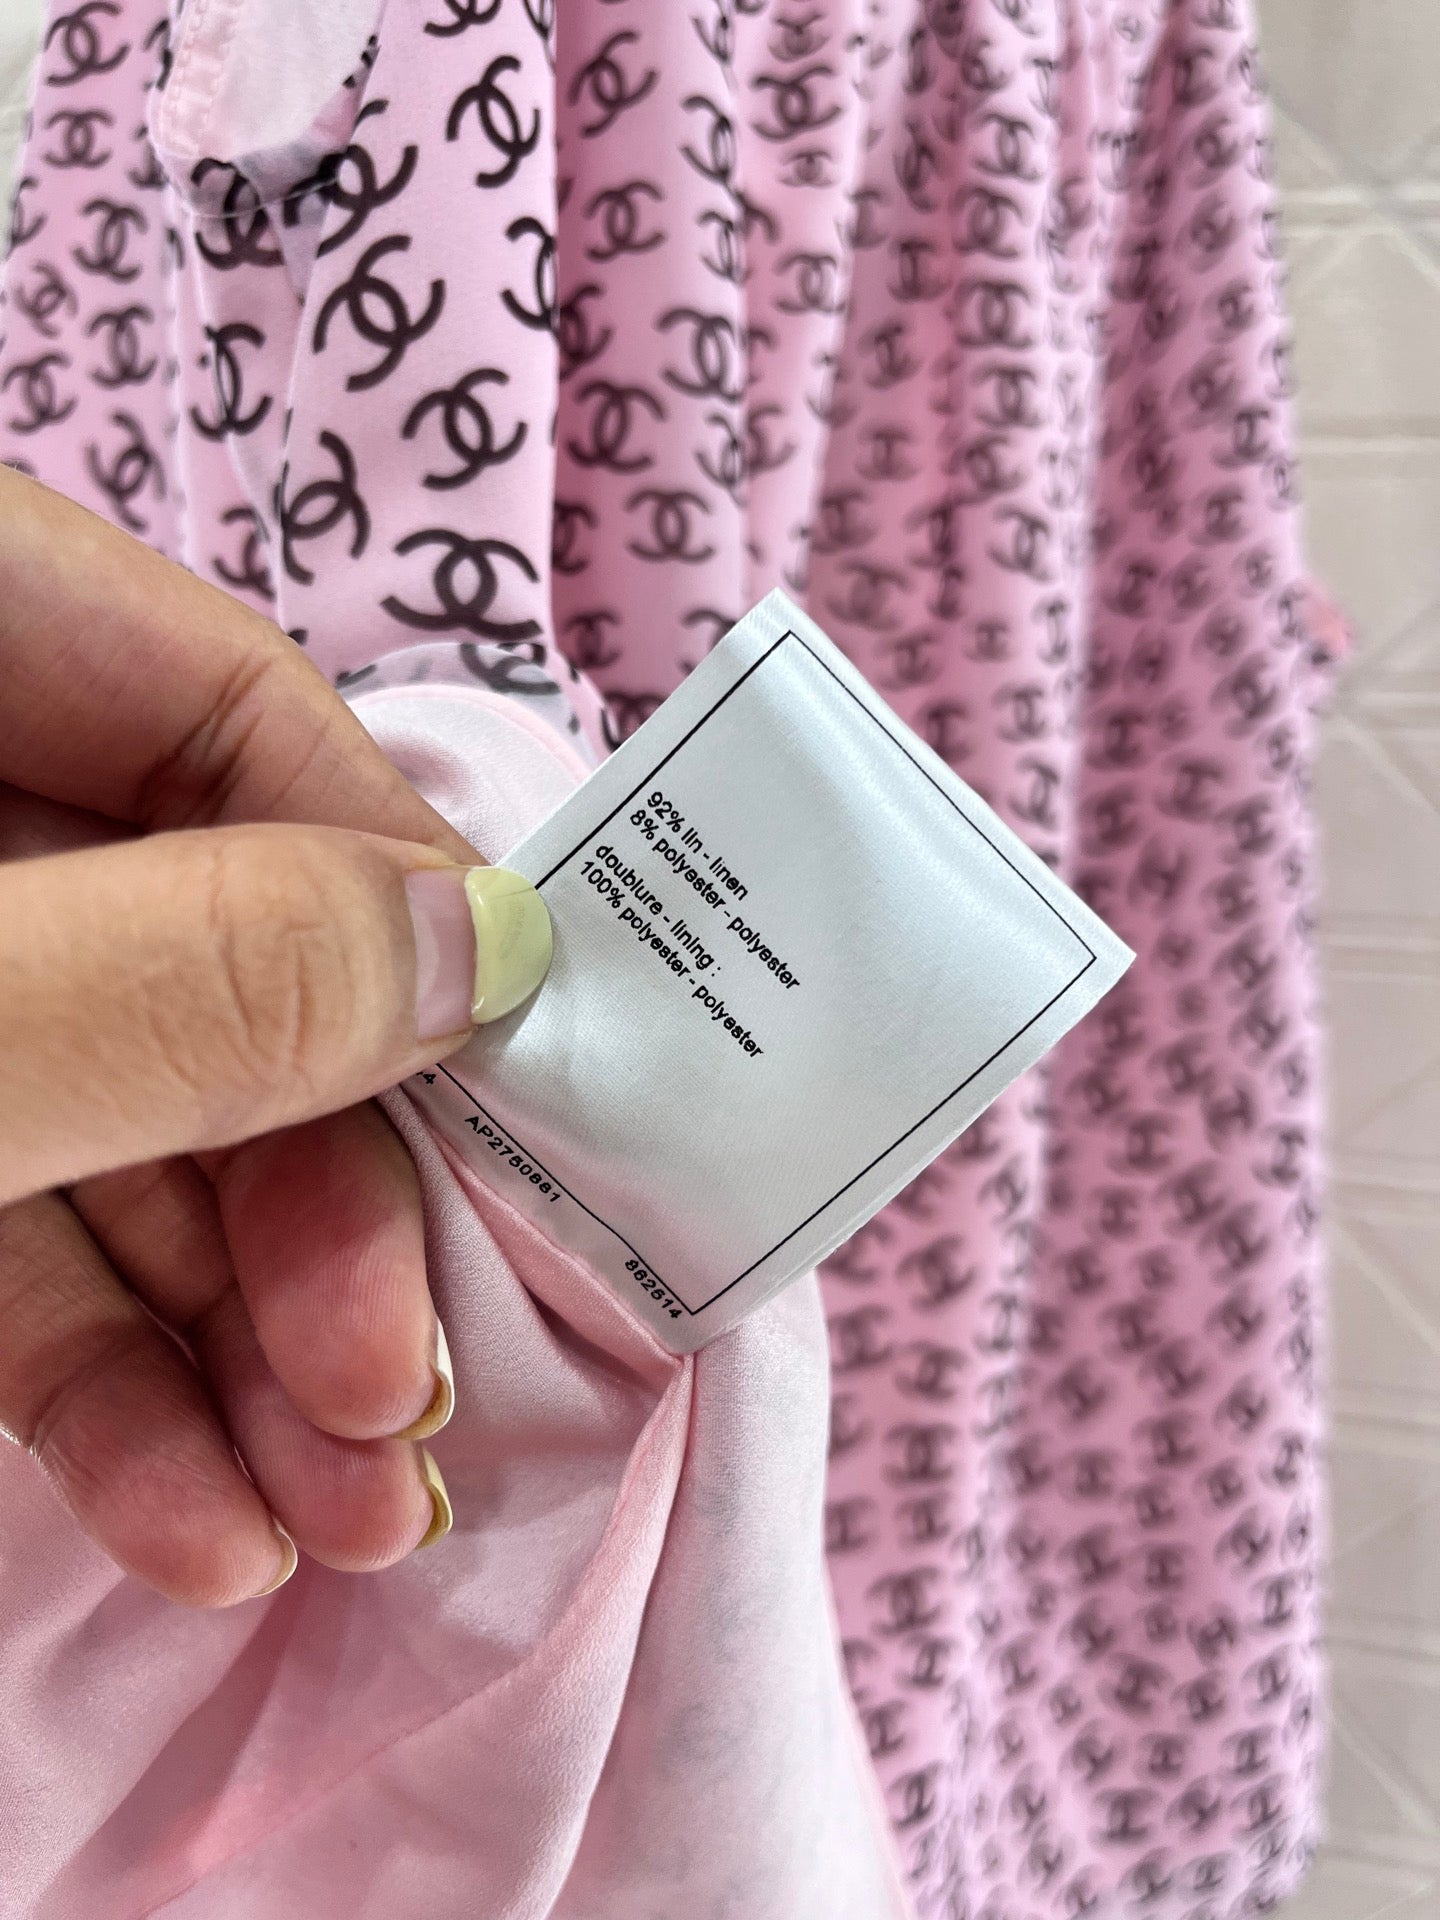 92% lin - linen
8% polyester - polyester
doublure - lining :
100% polyester - polyester
AP2750881
862514